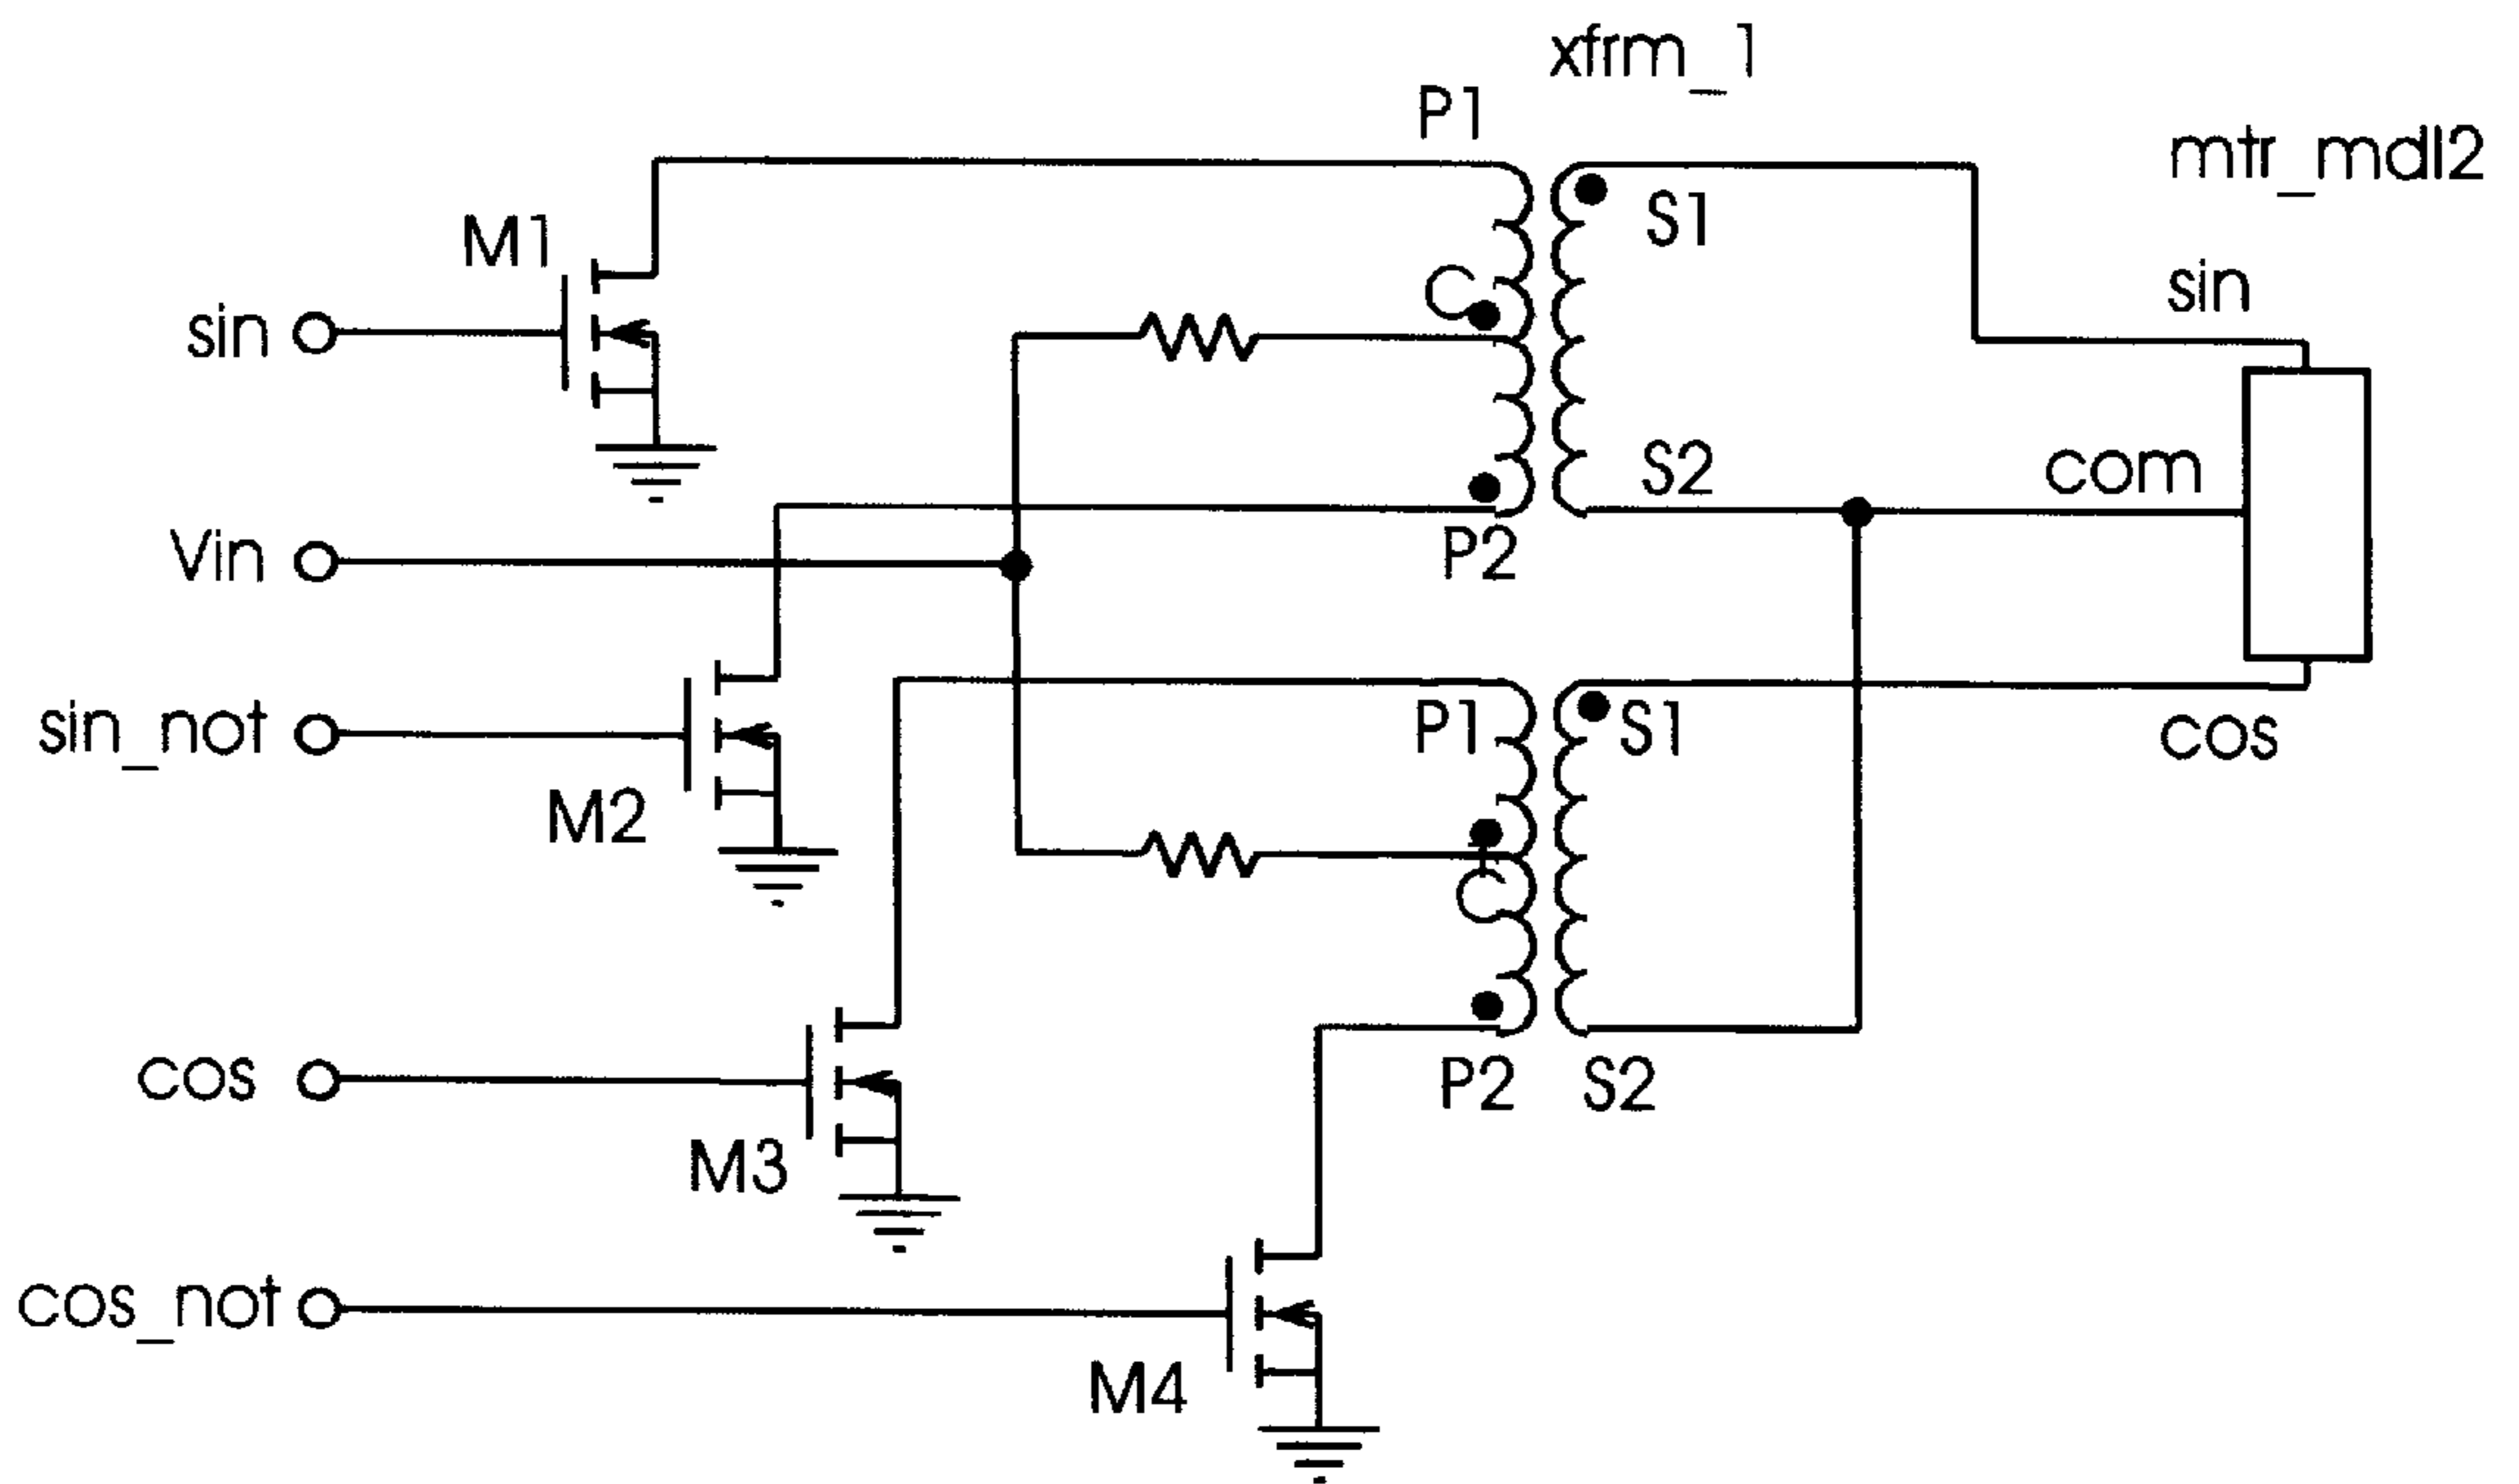 xfrm_1
P1
mtr_mdl2
S1
M1
sin
C
sin
S2
com
Vin
P2
P1
S1
sin_not
cos
M2
C
cos
P2
S2
M3
cos_not
M4